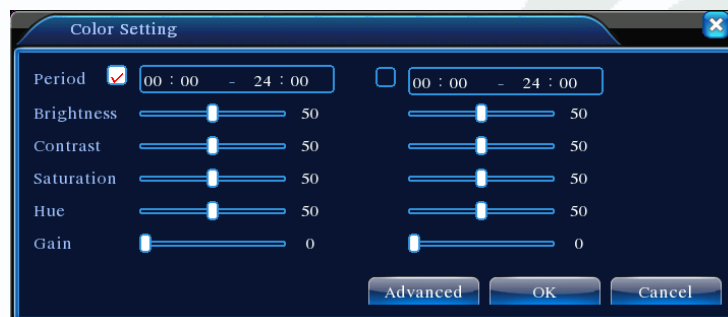 Color Setting
Period 00 : 00 - 24 : 00 00 : 00 - 24 : 00
Brightness 50 50
Contrast 50 50
Saturation 50 50
Hue 50 50
Gain 0 0
Advanced OK Cancel